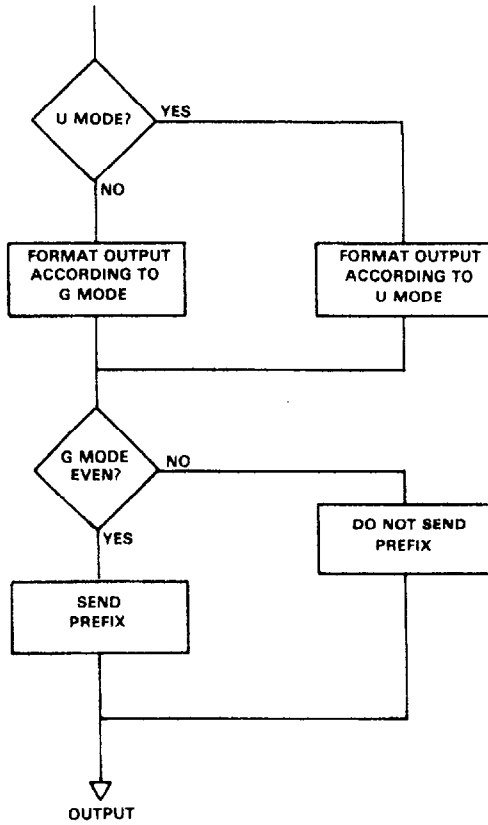 U MODE?
YES
NO
FORMAT OUTPUT
ACCORDING TO
G MODE
FORMAT OUTPUT
ACCORDING TO
U MODE
G MODE
EVEN?
NO
YES
DO NOT SEND
PREFIX
SEND
PREFIX
OUTPUT